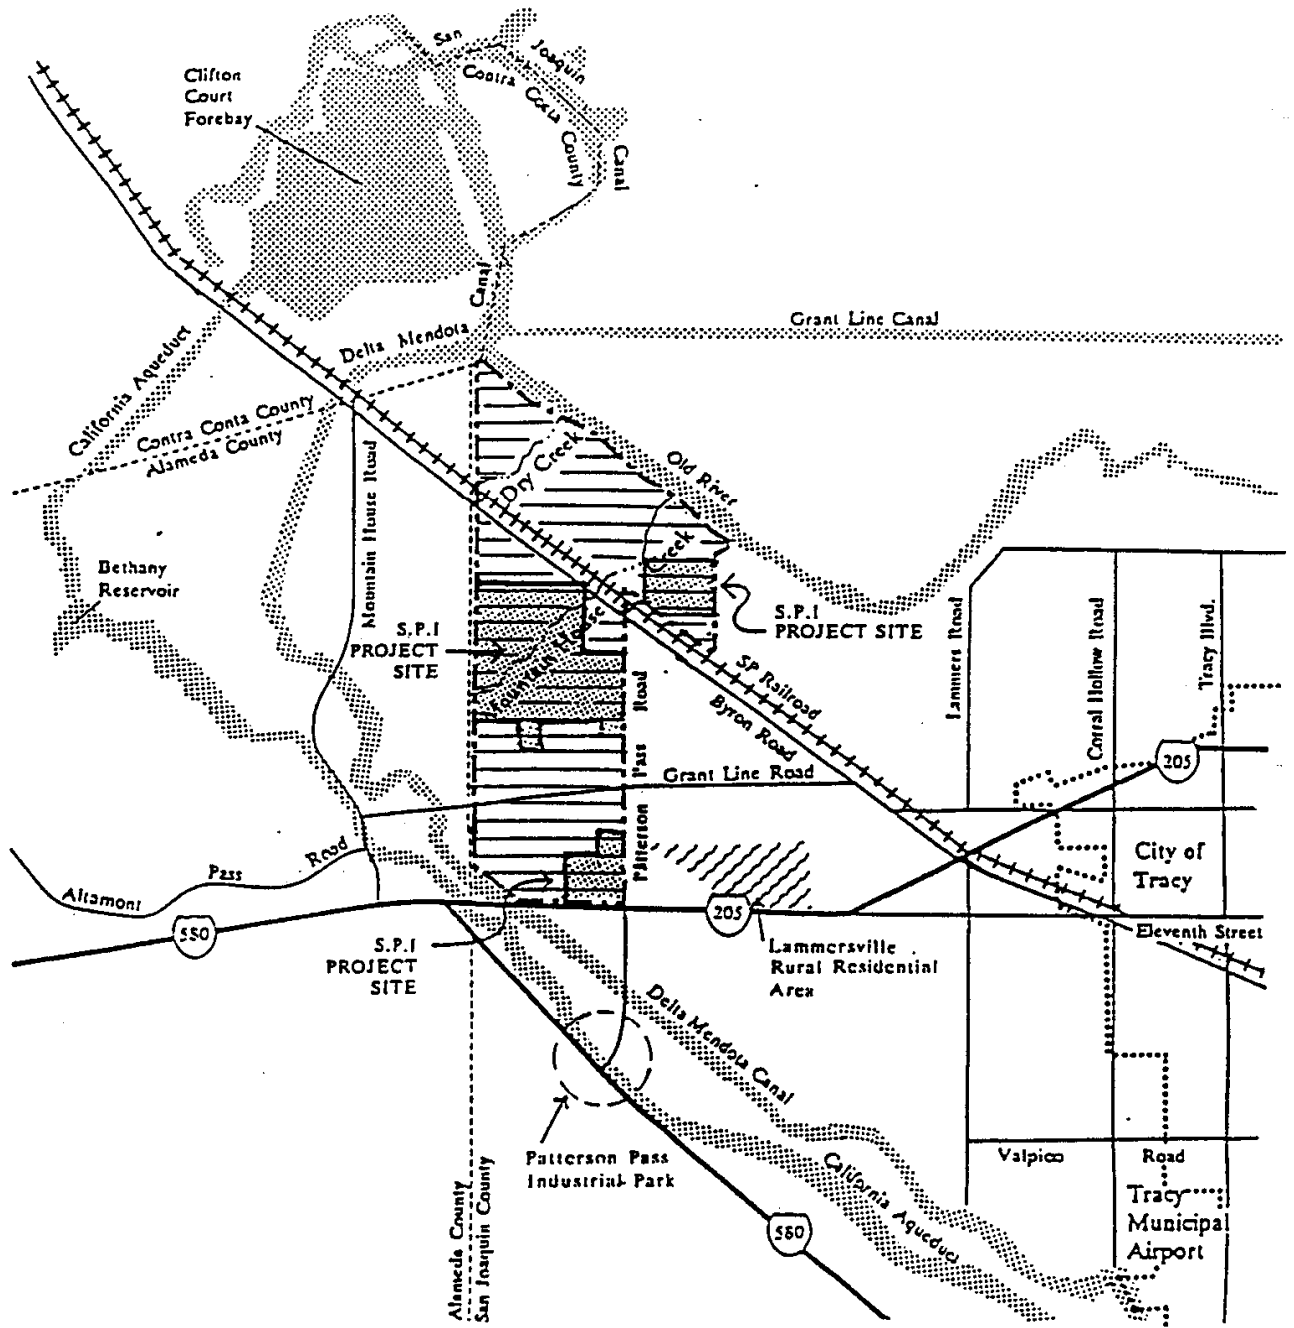 San
Joaquin
Contra Costa County
Canal
Clifton
Court
Forebay
Grant Line Canal
Canal
Delta Mendota
California Aqueduct
Contra Conta County
Alameda County
Mountain House Road
Dry Creek
Old River
Creek
Bethany
Reservoir
S.P.I
PROJECT
SITE
S.P.I
PROJECT SITE
Mountain House
Lammers Road
Corral Hollow Road
Tracy Blvd.
SP Railroad
Byron Road
Grant Line Road
Patterson Pass Road
205
City of
Tracy
Altamont Pass Road
580
205
Eleventh Street
S.P.I
PROJECT
SITE
Lammersville
Rural Residential
Area
Delta Mendota Canal
Patterson Pass
Industrial Park
California Aqueduct
Valpico Road
Tracy
Municipal
Airport
580
Alameda County
San Joaquin County